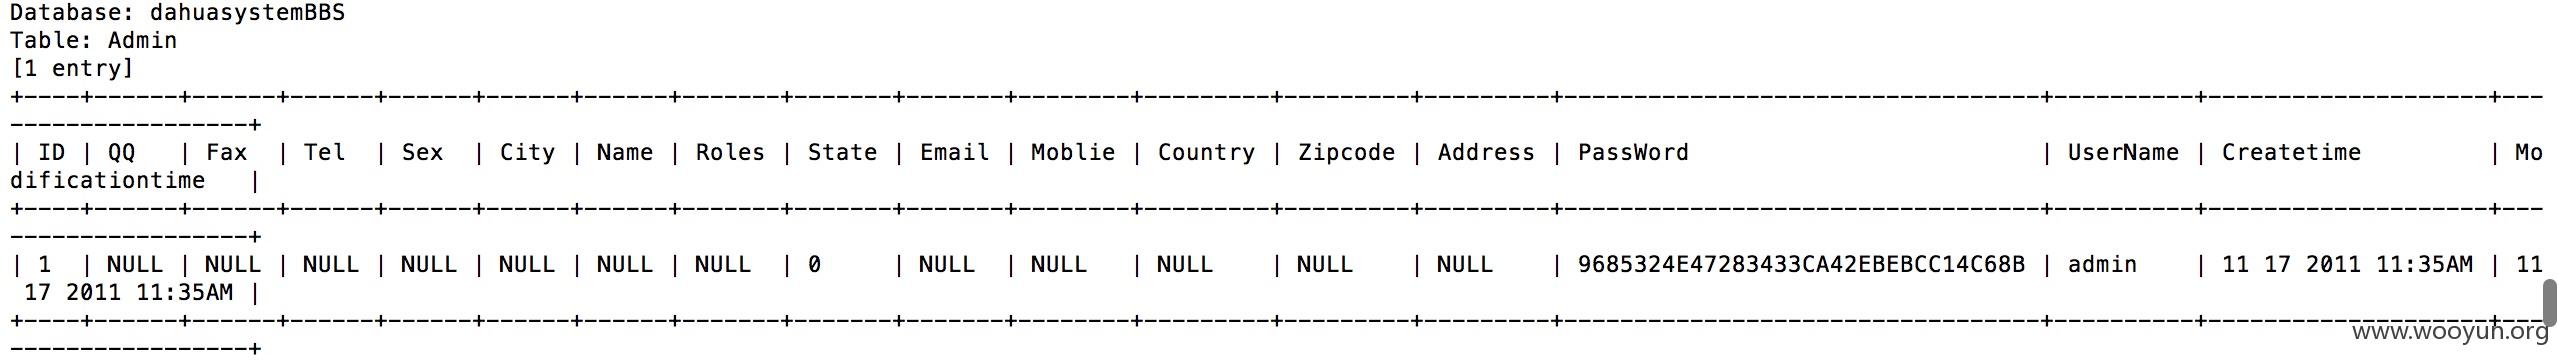 Database: dahuasystemBBS
Table: Admin
[1 entry]
+----+------+------+------+------+------+------+-------+-------+-------+--------+---------+---------+---------+----------------------------------+----------+--------------------+---
-----------------+
| ID | QQ   | Fax  | Tel  | Sex  | City | Name | Roles | State | Email | Moblie | Country | Zipcode | Address | PassWord                         | UserName | Createtime         | Mo
dificationtime   |
+----+------+------+------+------+------+------+-------+-------+-------+--------+---------+---------+---------+----------------------------------+----------+--------------------+---
-----------------+
| 1  | NULL | NULL | NULL | NULL | NULL | NULL | NULL  | 0     | NULL  | NULL   | NULL    | NULL    | NULL    | 9685324E47283433CA42EBEBCC14C68B | admin    | 11 17 2011 11:35AM | 11
 17 2011 11:35AM |
+----+------+------+------+------+------+------+-------+-------+-------+--------+---------+---------+---------+----------------------------------+----------+--------------------+---
-----------------+
www.wooyun.org